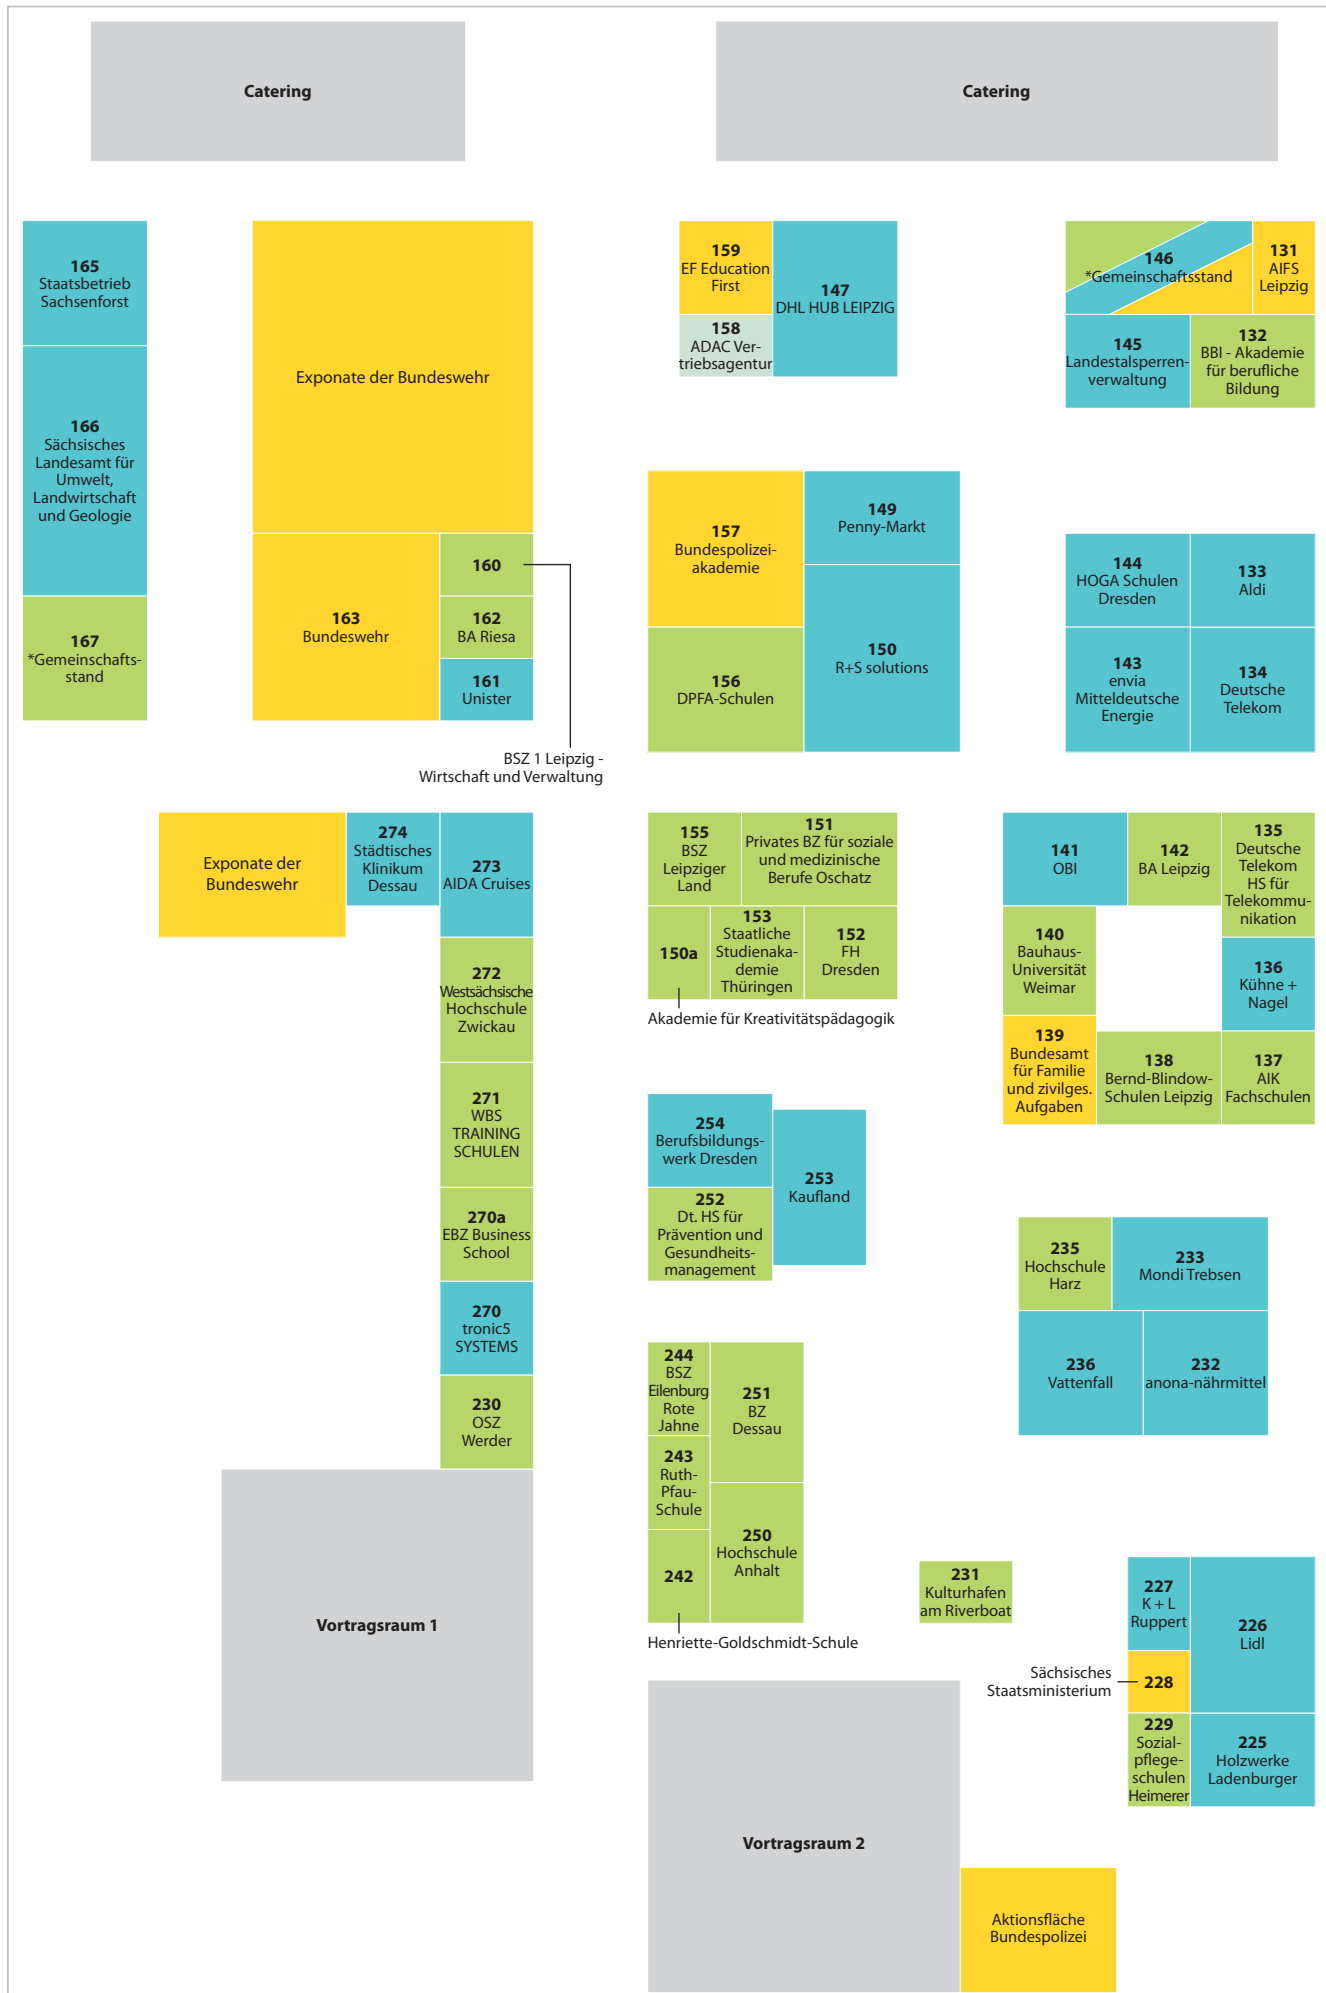 Catering
Catering
165
Staatsbetrieb
Sachsenforst
166
Sächsisches
Landesamt für
Umwelt,
Landwirtschaft
und Geologie
167
*Gemeinschafts-
stand
Exponate der Bundeswehr
163
Bundeswehr
160
162
BA Riesa
161
Unister
BSZ 1 Leipzig -
Wirtschaft und Verwaltung
159
EF Education
First
158
ADAC Ver-
triebsagentur
147
DHL HUB LEIPZIG
146
*Gemeinschaftsstand
131
AIFS
Leipzig
145
Landestalsperren-
verwaltung
132
BBI - Akademie
für berufliche
Bildung
157
Bundespolizei-
akademie
149
Penny-Markt
150
R+S solutions
156
DPFA-Schulen
144
HOGA Schulen
Dresden
133
Aldi
143
envia
Mitteldeutsche
Energie
134
Deutsche
Telekom
Exponate der
Bundeswehr
274
Städtisches
Klinikum
Dessau
273
AIDA Cruises
272
Westsächsische
Hochschule
Zwickau
271
WBS
TRAINING
SCHULEN
270a
EBZ Business
School
270
tronic5
SYSTEMS
230
OSZ
Werder
Vortragsraum 1
155
BSZ
Leipziger
Land
151
Privates BZ für soziale
und medizinische
Berufe Oschatz
150a
153
Staatliche
Studienaka-
demie
Thüringen
152
FH
Dresden
Akademie für Kreativitätspädagogik
141
OBI
142
BA Leipzig
135
Deutsche
Telekom
HS für
Telekommu-
nikation
140
Bauhaus-
Universität
Weimar
136
Kühne +
Nagel
139
Bundesamt
für Familie
und zivilges.
Aufgaben
138
Bernd-Blindow-
Schulen Leipzig
137
AIK
Fachschulen
254
Berufsbildungs-
werk Dresden
253
Kaufland
252
Dt. HS für
Prävention und
Gesundheits-
management
235
Hochschule
Harz
233
Mondi Trebsen
236
Vattenfall
232
anona-nährmittel
244
BSZ
Eilenburg
Rote
Jahne
251
BZ
Dessau
243
Ruth-
Pfau-
Schule
250
Hochschule
Anhalt
242
Henriette-Goldschmidt-Schule
231
Kulturhafen
am Riverboat
227
K + L
Ruppert
226
Lidl
Sächsisches
Staatsministerium
228
229
Sozial-
pflege-
schulen
Heimerer
225
Holzwerke
Ladenburger
Vortragsraum 2
Aktionsfläche
Bundespolizei